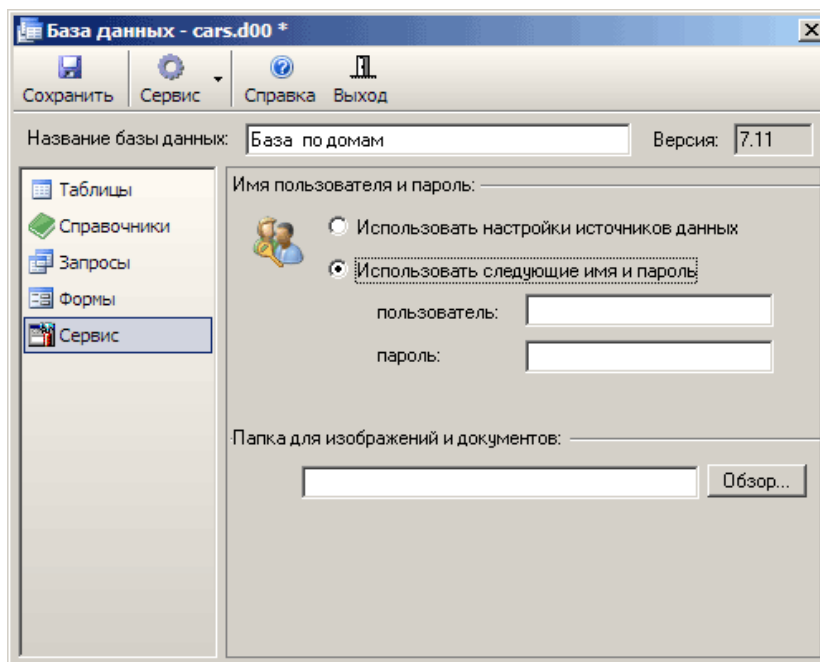 База данных - cars.d00 *
Сохранить Сервис Справка Выход
Название базы данных: База по домам Версия: 7.11
Таблицы
Справочники
Запросы
Формы
Сервис
Имя пользователя и пароль:
Использовать настройки источников данных
Использовать следующие имя и пароль
пользователь:
пароль:
Папка для изображений и документов:
Обзор...